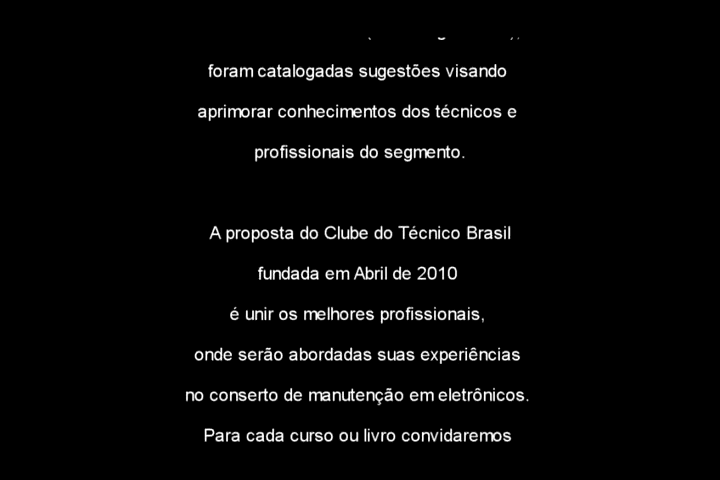 foram catalogadas sugestões visando
aprimorar conhecimentos dos técnicos e
profissionais do segmento.
A proposta do Clube do Técnico Brasil
fundada em Abril de 2010
é unir os melhores profissionais,
onde serão abordadas suas experiências
no conserto de manutenção em eletrônicos.
Para cada curso ou livro convidaremos